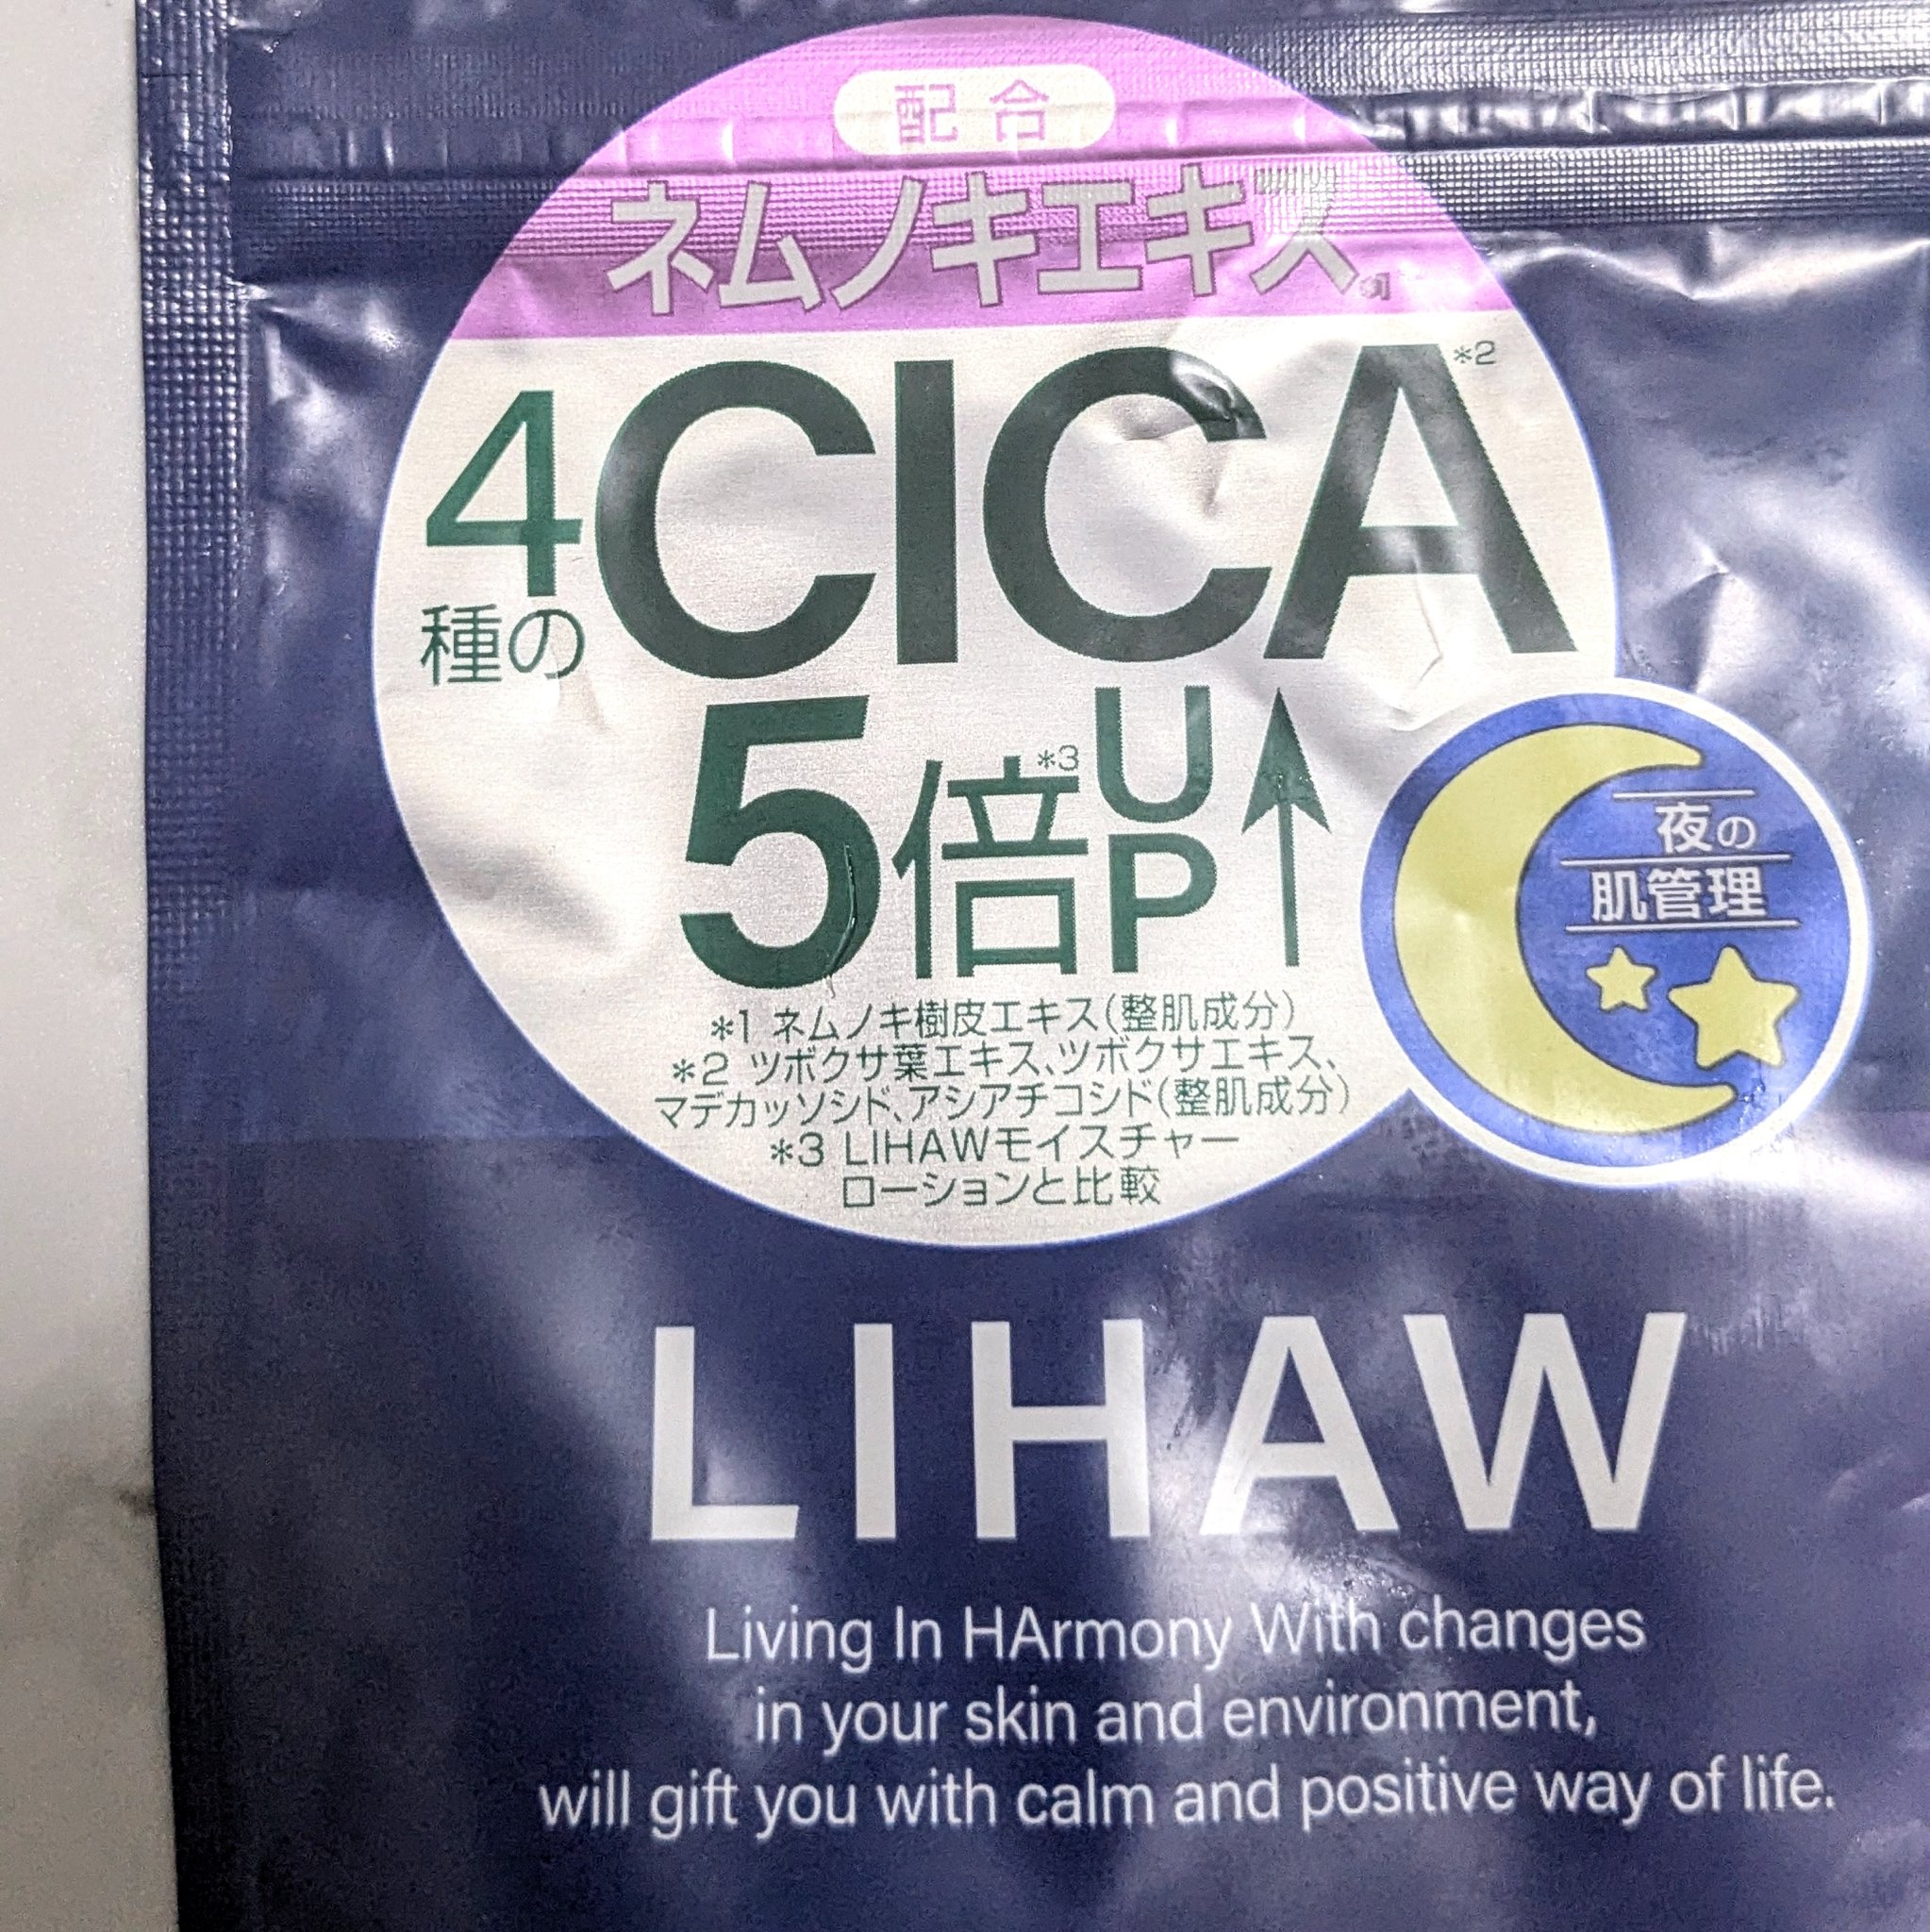 配合
ネムノキエキス*1
4種のCICA*2
5倍*3UP↑
夜の
肌管理
*1 ネムノキ樹皮エキス(整肌成分)
*2 ツボクサ葉エキス、ツボクサエキス、
マデカッソシド、アシアチコシド(整肌成分)
*3 LIHAWモイスチャー
ローションと比較
LIHAW
Living In HArmony With changes
in your skin and environment,
will gift you with calm and positive way of life.